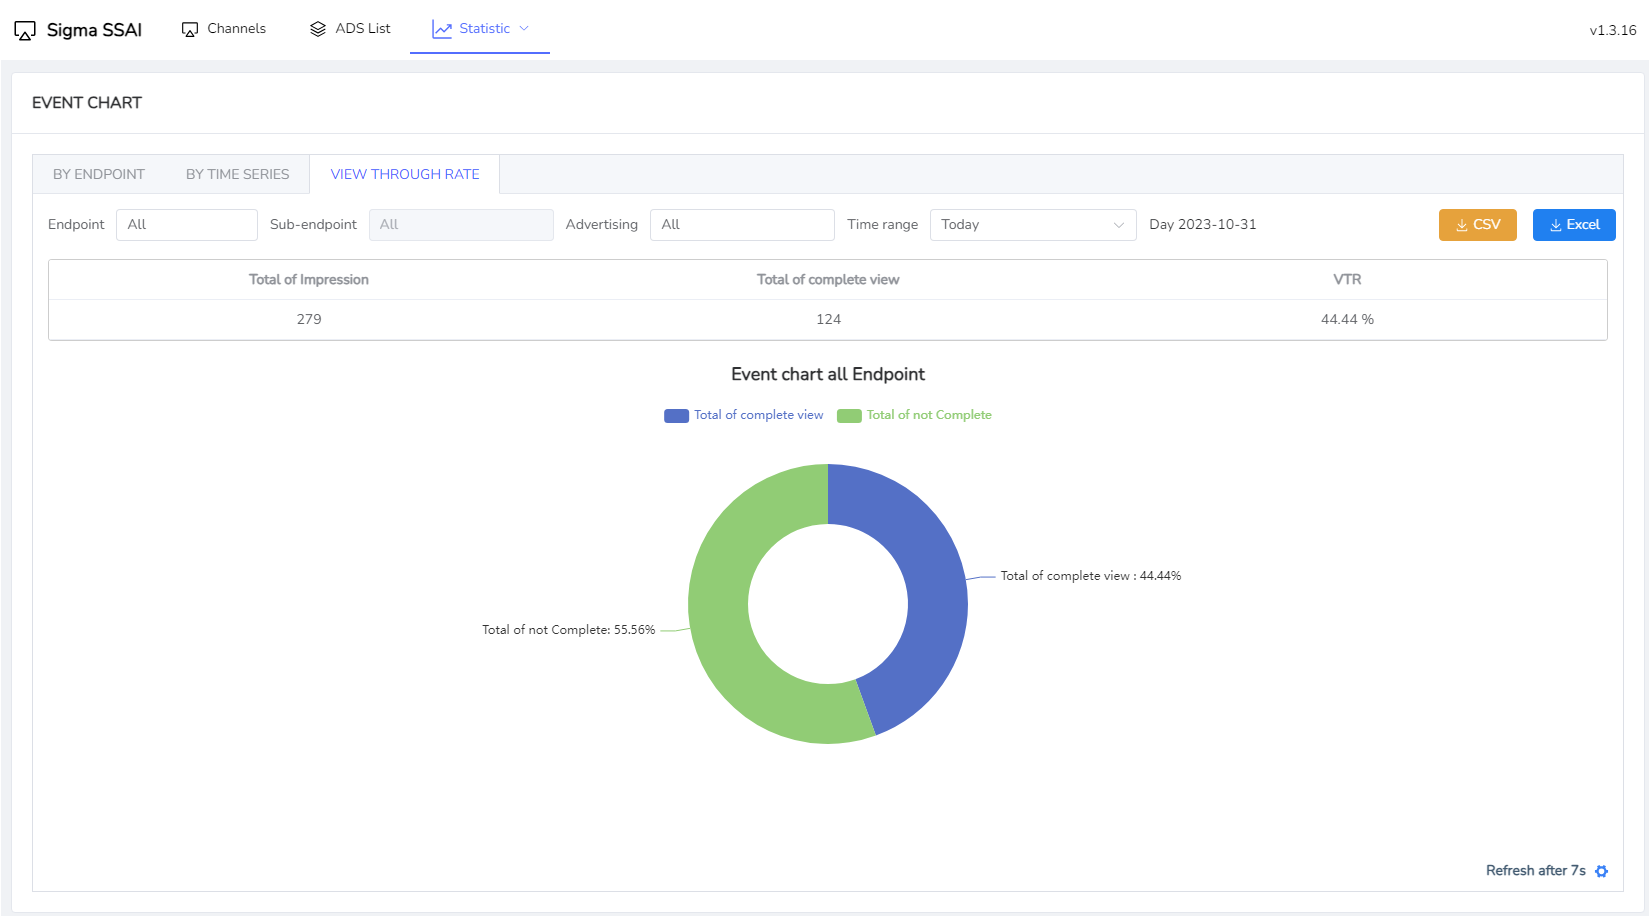 Sigma SSAI Channels ADS List Statistic v1.3.16
EVENT CHART
BY ENDPOINT BY TIME SERIES VIEW THROUGH RATE
Endpoint All Sub-endpoint All Advertising All Time range Today Day 2023-10-31 CSV Excel
Total of Impression Total of complete view VTR
279 124 44.44 %
Event chart all Endpoint
Total of complete view Total of not Complete
Total of complete view : 44.44%
Total of not Complete: 55.56%
Refresh after 7s